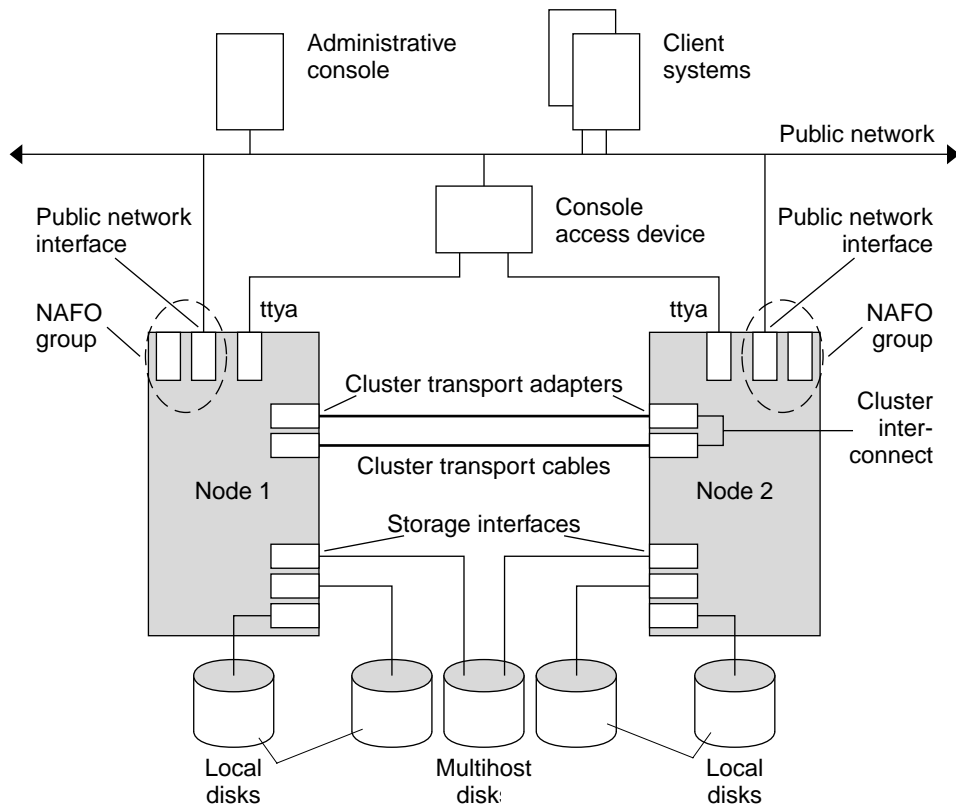 Administrative
console
Client
systems
Public network
Public network
interface
Console
access device
Public network
interface
NAFO
group
ttya
ttya
NAFO
group
Cluster transport adapters
Cluster
inter-
connect
Cluster transport cables
Node 1
Node 2
Storage interfaces
Local
disks
Multihost
disks
Local
disks